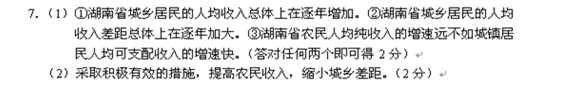 7.（1）①湖南省城乡居民的人均收入总体上在逐年增加。②湖南省城乡居民的人均
收入差距总体上在逐年加大。③湖南省农民人均纯收入的增速远不如城镇居
民人均可支配收入的增速快。（答对任何两个即可得 2 分）
（2）采取积极有效的措施，提高农民收入，缩小城乡差距。（2 分）